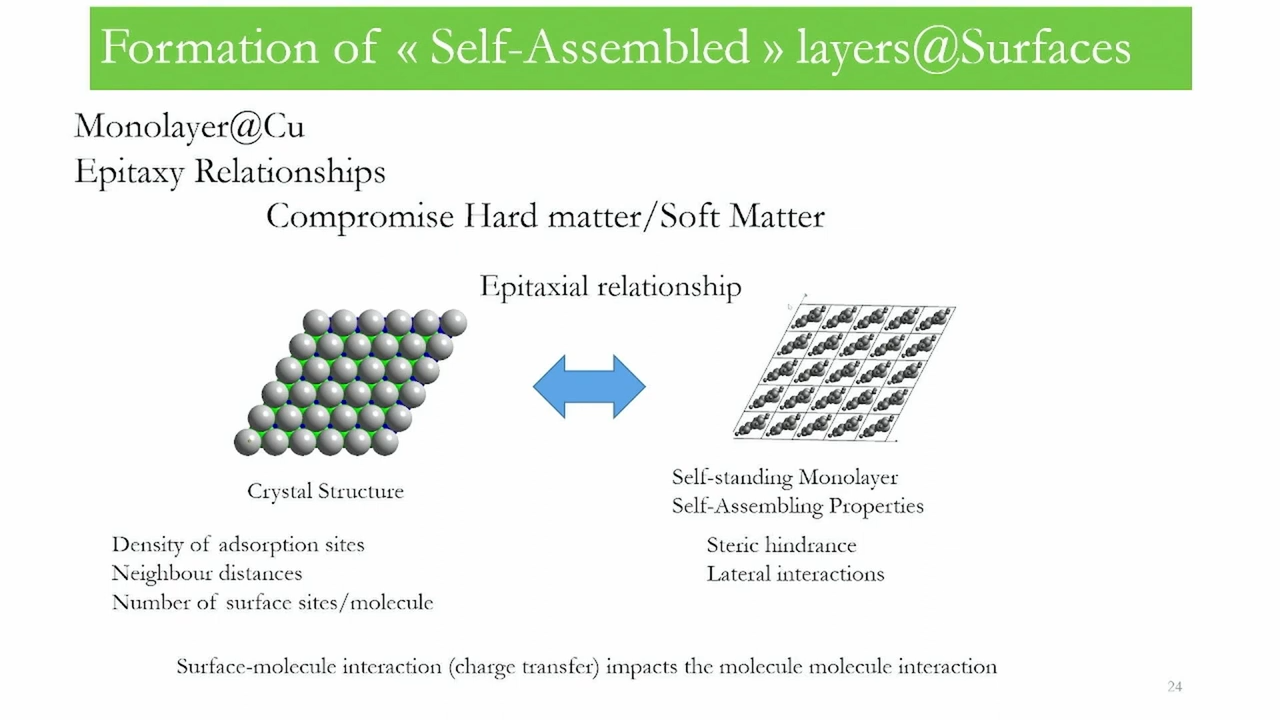 Formation of « Self-Assembled » layers@Surfaces
Monolayer@Cu
Epitaxy Relationships
Compromise Hard matter/Soft Matter
Epitaxial relationship
Crystal Structure
Self-standing Monolayer
Self-Assembling Properties
Density of adsorption sites
Neighbour distances
Number of surface sites/molecule
Steric hindrance
Lateral interactions
Surface-molecule interaction (charge transfer) impacts the molecule molecule interaction
24